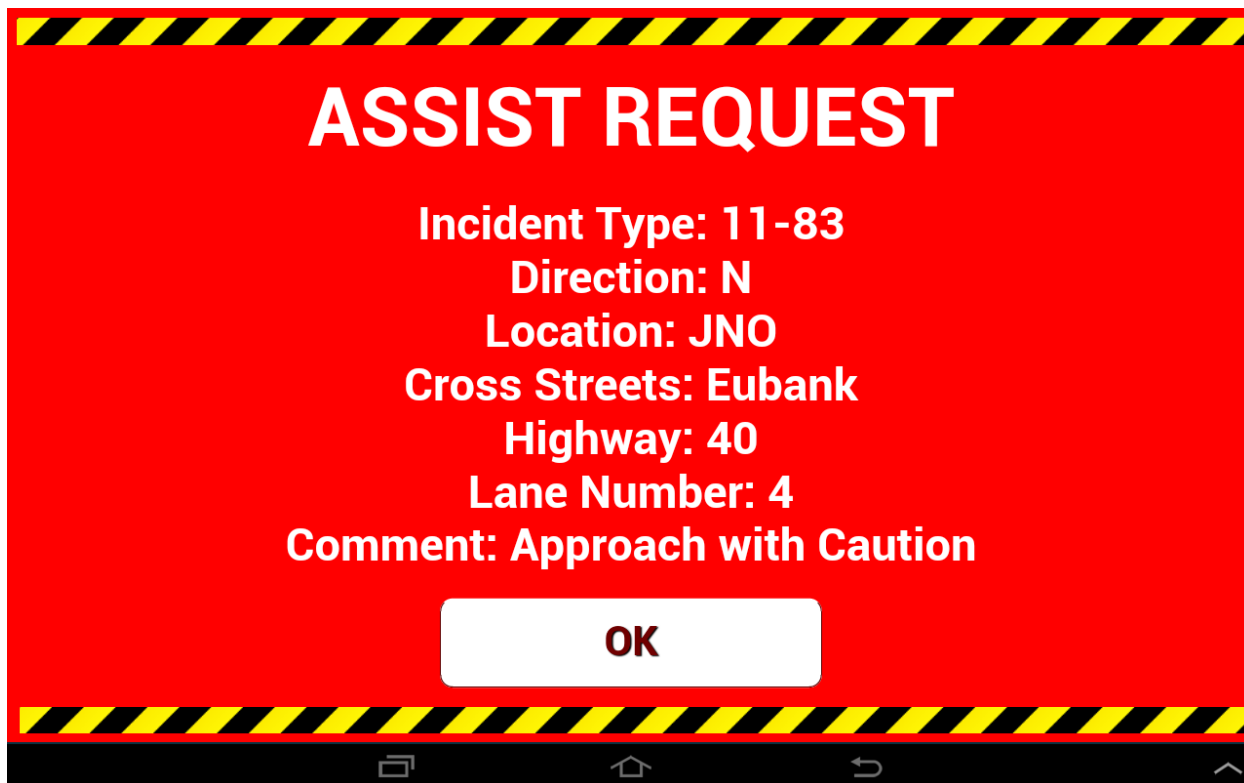 ASSIST REQUEST
Incident Type: 11-83
Direction: N
Location: JNO
Cross Streets: Eubank
Highway: 40
Lane Number: 4
Comment: Approach with Caution
OK